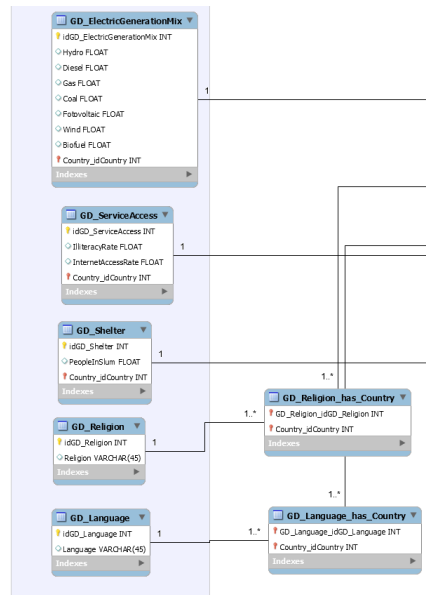 GD_ElectricGenerationMix
idGD_ElectricGenerationMix INT
Hydro FLOAT
Diesel FLOAT
Gas FLOAT
Coal FLOAT
Fotovoltaic FLOAT
Wind FLOAT
Biofuel FLOAT
Country_idCountry INT
Indexes
1
GD_ServiceAccess
idGD_ServiceAccess INT
IlliteracyRate FLOAT
InternetAccessRate FLOAT
Country_idCountry INT
Indexes
1
GD_Shelter
idGD_Shelter INT
PeopleInSlum FLOAT
Country_idCountry INT
Indexes
1
1..*
GD_Religion_has_Country
GD_Religion_idGD_Religion INT
Country_idCountry INT
Indexes
1..*
GD_Religion
idGD_Religion INT
Religion VARCHAR(45)
Indexes
1
1..*
GD_Language_has_Country
GD_Language_idGD_Language INT
Country_idCountry INT
Indexes
1..*
GD_Language
idGD_Language INT
Language VARCHAR(45)
Indexes
1